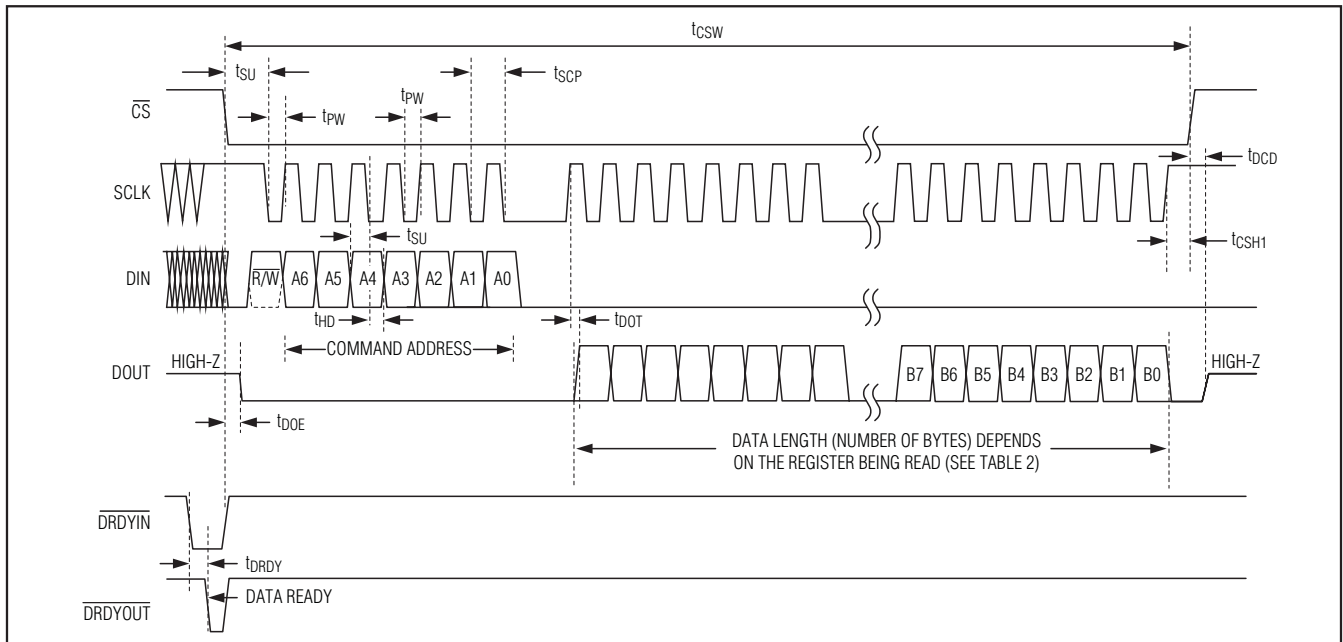 tCSW
tSU
tSCP
tPW
tPW
CS
tDCD
SCLK
tSU
tCSH1
DIN
R/W A6 A5 A4 A3 A2 A1 A0
tHD
tDOT
COMMAND ADDRESS
HIGH-Z
HIGH-Z
DOUT
B7 B6 B5 B4 B3 B2 B1 B0
tDOE
DATA LENGTH (NUMBER OF BYTES) DEPENDS
ON THE REGISTER BEING READ (SEE TABLE 2)
DRDYIN
tDRDY
DATA READY
DRDYOUT